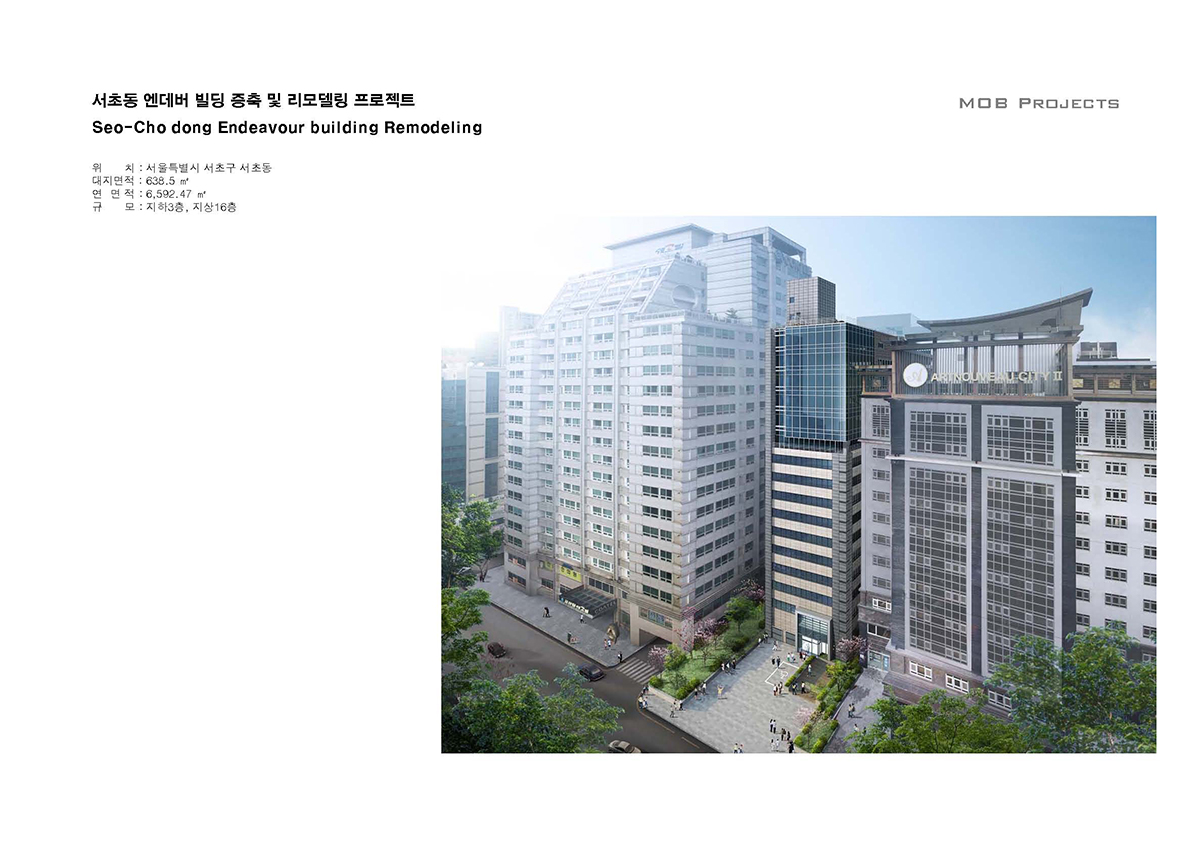 서초동 엔데버 빌딩 증축 및 리모델링 프로젝트
MOB PROJECTS
Seo-Cho dong Endeavour building Remodeling
위 치 : 서울특별시 서초구 서초동
대지면적 : 638.5 ㎡
연 면 적 : 6,592.47 ㎡
규 모 : 지하3층, 지상16층
ART NOUVEAU CITY II